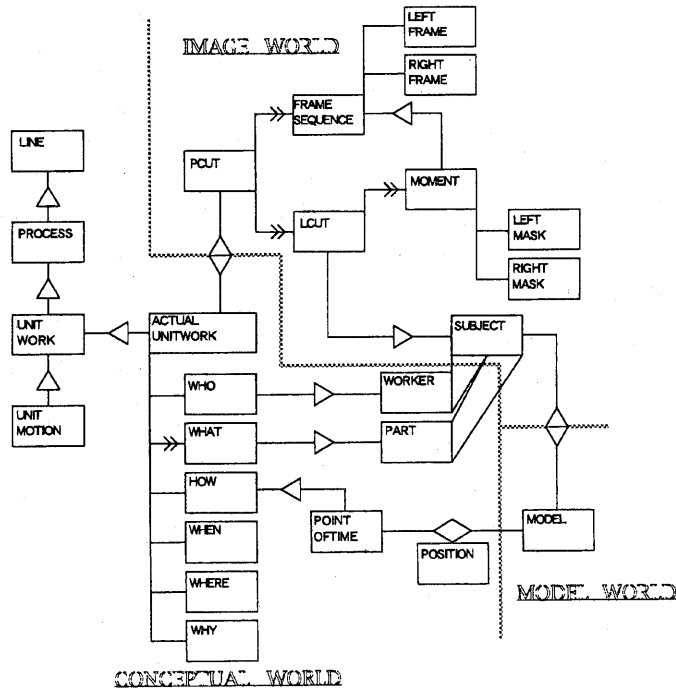 IMAGE WORLD
LEFT
FRAME
RIGHT
FRAME
FRAME
SEQUENCE
LINE
PCUT
MOMENT
PROCESS
LCUT
LEFT
MASK
RIGHT
MASK
UNIT
WORK
ACTUAL
UNITWORK
SUBJECT
WHO
WORKER
UNIT
MOTION
WHAT
PART
HOW
POINT
OFTIME
MODEL
WHEN
POSITION
WHERE
MODEL WORLD
WHY
CONCEPTUAL WORLD